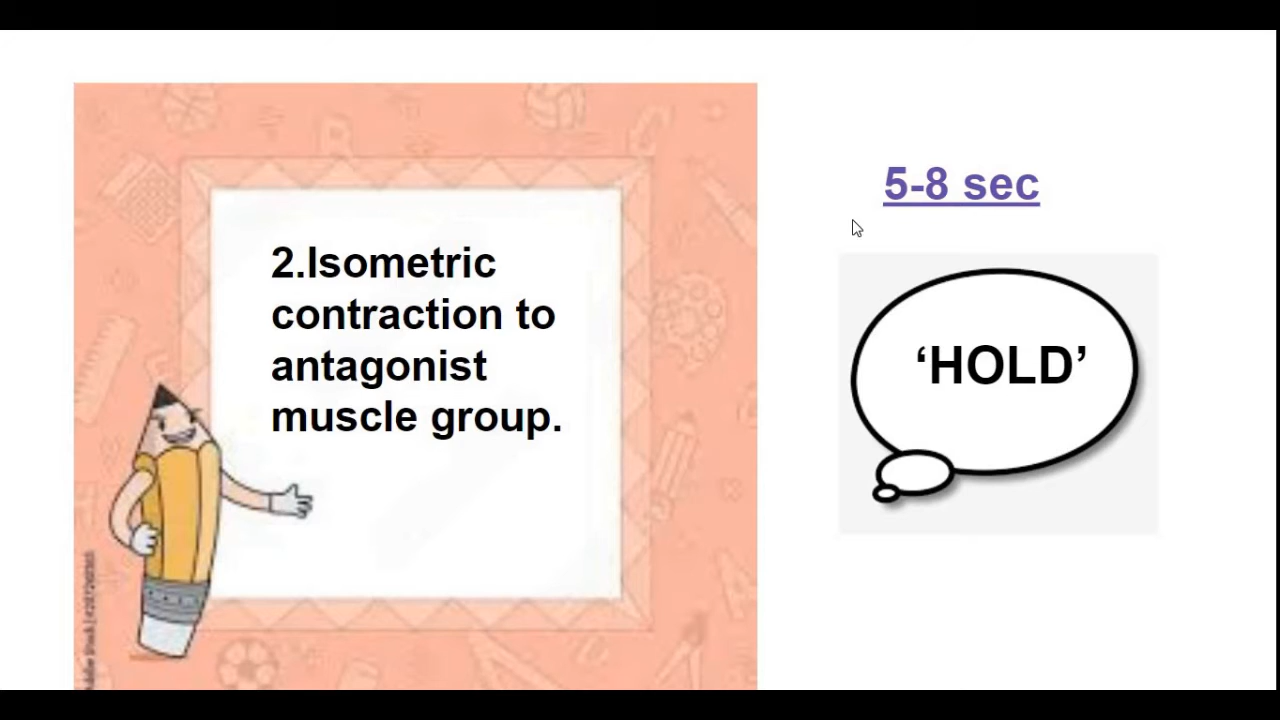 2.Isometric
contraction to
antagonist
muscle group.
5-8 sec
‘HOLD’